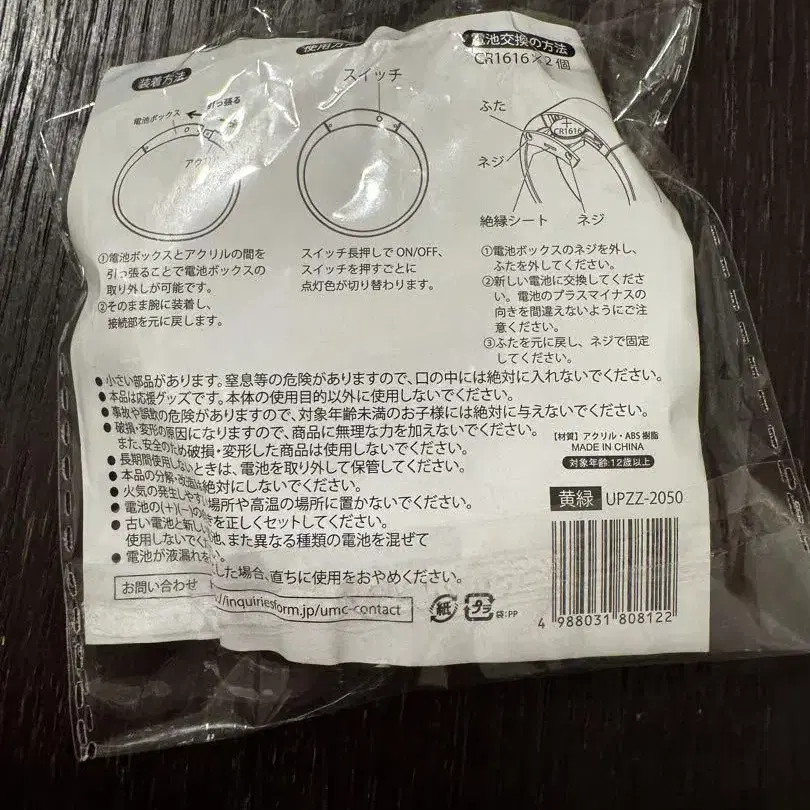 装着方法
電池ボックス
引っ張る
アクリル
①電池ボックスとアクリルの間を
引っ張ることで電池ボックスの
取り外しが可能です。
②そのまま腕に装着し、
接続部を元に戻します。
使用方
スイッチ
スイッチ長押しでON/OFF、
スイッチを押すごとに
点灯色が切り替わります。
電池交換の方法
CR1616×2個
ふた
+
CR1616
ネジ
絶縁シート
ネジ
①電池ボックスのネジを外し、
ふたを外してください。
②新しい電池に交換してくださ
い。電池のプラスマイナスの
向きを間違えないようにご注
意ください。
③ふたを元に戻し、ネジで固定
してください。
●小さい部品があります。窒息等の危険がありますので、口の中には絶対に入れないでください。
●本品は応援グッズです。本体の使用目的以外に使用しないでください。
●事故や誤飲の危険がありますので、対象年齢未満のお子様には絶対に与えないでください。
●破損・変形の原因になりますので、商品に無理な力を加えないでください。
また、安全のため破損・変形した商品は使用しないでください。
●長期間使用しないときは、電池を取り外して保管してください。
●本品の分解・改造は絶対にしないでください。
●火気の発生しやす場所や高温の場所に置かないでください。
●電池の(+)(-)の きを正しくセットしてください。
●古い電池と新し 池、また異なる種類の電池を混ぜて
使用しないでく
●電池が液漏れを した場合、直ちに使用をおやめください。
【材質】アクリル・ABS樹脂
MADE IN CHINA
対象年齢:12歳以上
黄緑 UPZZ-2050
お問い合わせ
://inquiriesform.jp/umc-contact
紙
プラ
袋:PP
4 988031 808122